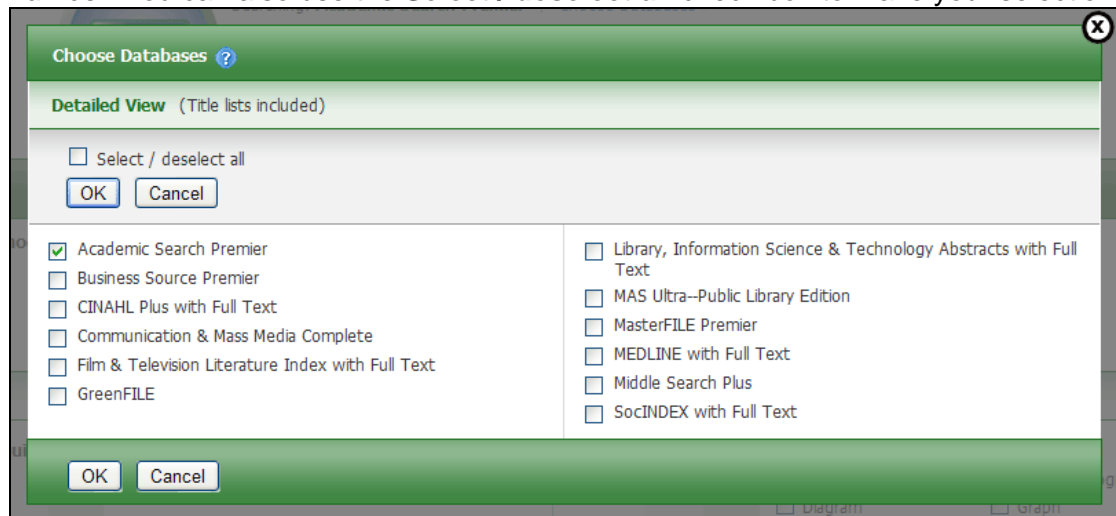 Choose Databases
Detailed View (Title lists included)
Select / deselect all
OK Cancel
Academic Search Premier
Business Source Premier
CINAHL Plus with Full Text
Communication & Mass Media Complete
Film & Television Literature Index with Full Text
GreenFILE
Library, Information Science & Technology Abstracts with Full
Text
MAS Ultra--Public Library Edition
MasterFILE Premier
MEDLINE with Full Text
Middle Search Plus
SocINDEX with Full Text
OK Cancel
Diagram Graph